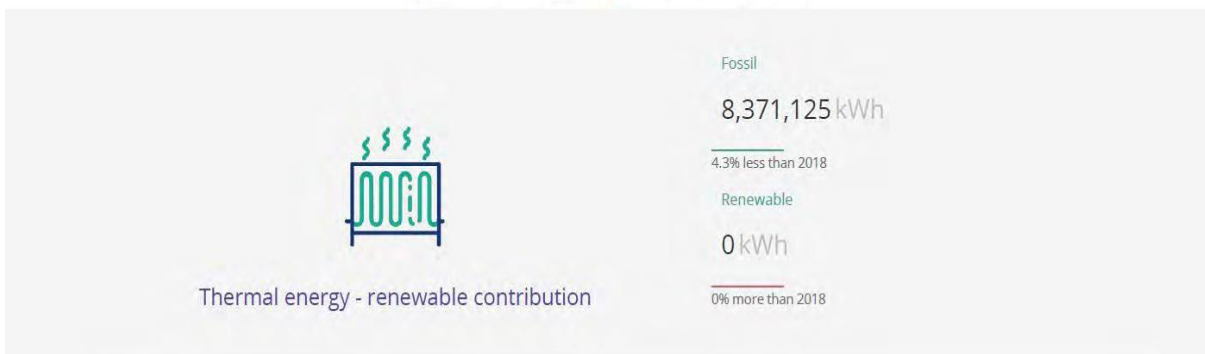 Fossil
8,371,125 kWh
4.3% less than 2018
Renewable
0 kWh
0% more than 2018
Thermal energy - renewable contribution